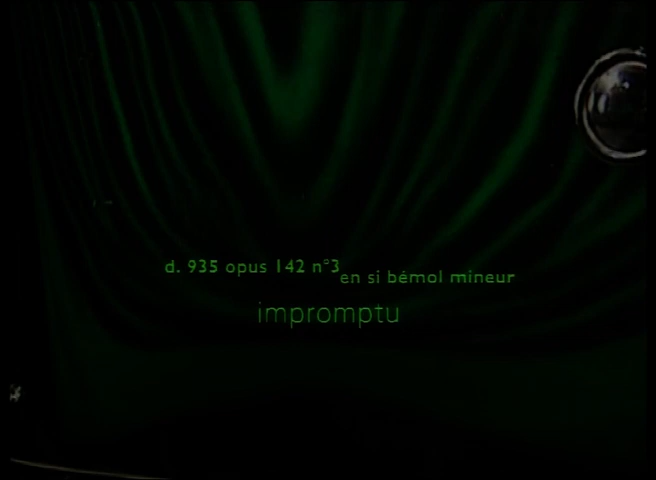 d. 935 opus 142 n°3
en si bémol mineur
impromptu